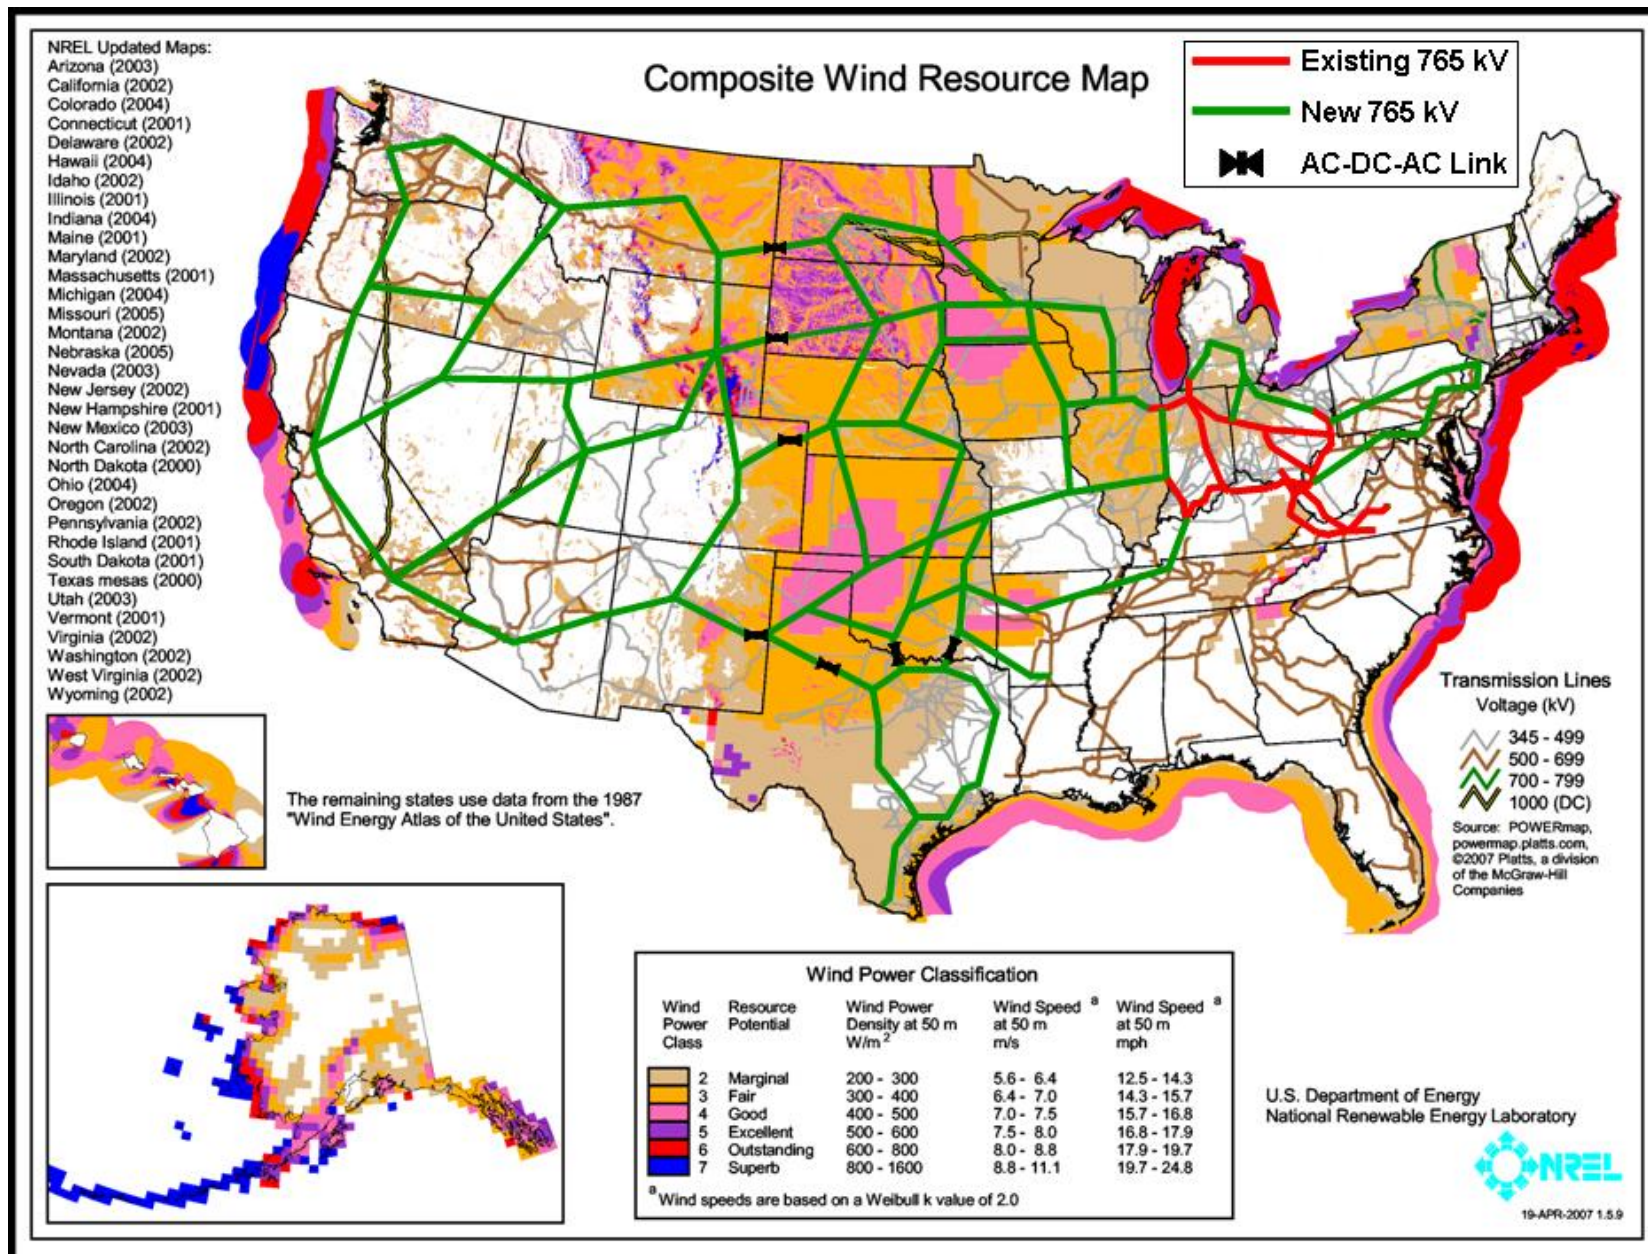 NREL Updated Maps:
Arizona (2003)
California (2002)
Colorado (2004)
Connecticut (2001)
Delaware (2002)
Hawaii (2004)
Idaho (2002)
Illinois (2001)
Indiana (2004)
Maine (2001)
Maryland (2002)
Massachusetts (2001)
Michigan (2004)
Missouri (2005)
Montana (2002)
Nebraska (2005)
Nevada (2003)
New Jersey (2002)
New Hampshire (2001)
New Mexico (2003)
North Carolina (2002)
North Dakota (2000)
Ohio (2004)
Oregon (2002)
Pennsylvania (2002)
Rhode Island (2001)
South Dakota (2001)
Texas mesas (2000)
Utah (2003)
Vermont (2001)
Virginia (2002)
Washington (2002)
West Virginia (2002)
Wyoming (2002)
Composite Wind Resource Map
Existing 765 kV
New 765 kV
AC-DC-AC Link
Transmission Lines
Voltage (kV)
345 - 499
500 - 699
700 - 799
1000 (DC)
Source: POWERmap,
powermap.platts.com,
©2007 Platts, a division
of the McGraw-Hill
Companies
The remaining states use data from the 1987
"Wind Energy Atlas of the United States".
Wind Power Classification
Wind Power Class Resource Potential Wind Power Density at 50 m W/m² Wind Speed a at 50 m m/s Wind Speed a at 50 m mph
2 Marginal 200 - 300 5.6 - 6.4 12.5 - 14.3
3 Fair 300 - 400 6.4 - 7.0 14.3 - 15.7
4 Good 400 - 500 7.0 - 7.5 15.7 - 16.8
5 Excellent 500 - 600 7.5 - 8.0 16.8 - 17.9
6 Outstanding 600 - 800 8.0 - 8.8 17.9 - 19.7
7 Superb 800 - 1600 8.8 - 11.1 19.7 - 24.8
a Wind speeds are based on a Weibull k value of 2.0
U.S. Department of Energy
National Renewable Energy Laboratory
NREL
19-APR-2007 1.5.9